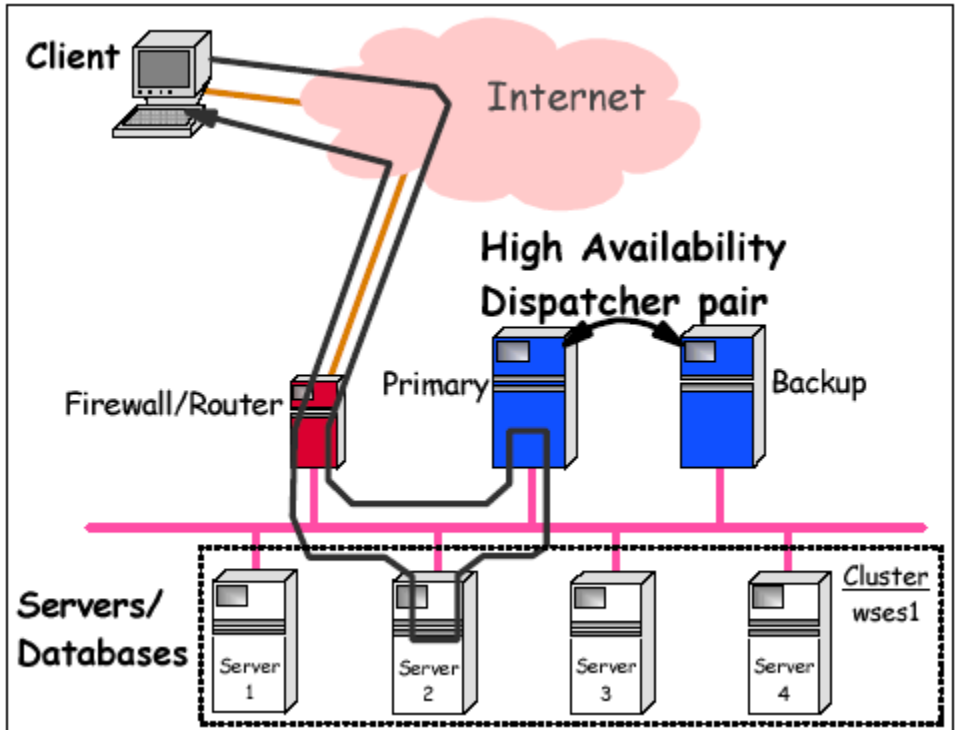 Client
Internet
High Availability
Dispatcher pair
Firewall/Router
Primary
Backup
Servers/
Databases
Cluster
wses1
Server
1
Server
2
Server
3
Server
4